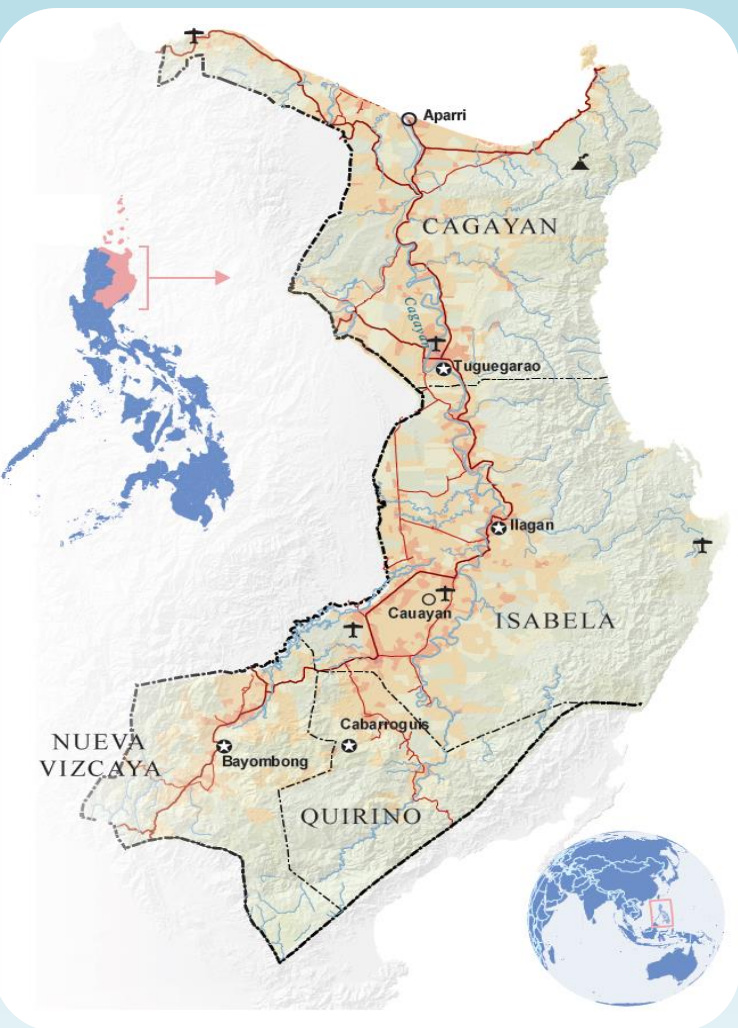 Aparri
CAGAYAN
Cagayan
Tuguegarao
Ilagan
Cauayan
ISABELA
Cabarroguis
NUEVA
VIZCAYA
Bayombong
QUIRINO